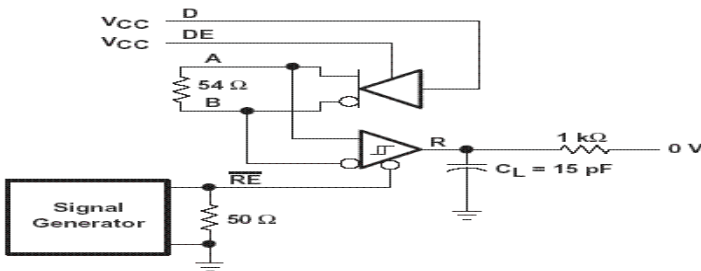 VCC D
VCC DE
A
54 Ω
B
R
1 kΩ
0 V
CL = 15 pF
RE
Signal
Generator
50 Ω